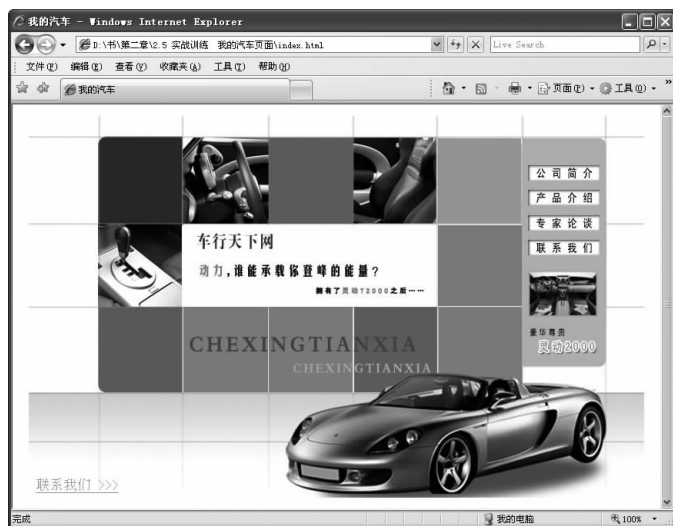 我的汽车 - Windows Internet Explorer
D:\书\第二章\2.5 实战训练 我的汽车页面\index.html
Live Search
文件(F) 编辑(E) 查看(V) 收藏夹(A) 工具(T) 帮助(H)
我的汽车
页面(P) 工具(O)
公司简介
产品介绍
专家论谈
联系我们
车行天下网
动力,谁能承载你登峰的能量?
拥有了灵动T2000之后……
豪华尊贵
灵动2000
CHEXINGTIANXIA
CHEXINGTIANXIA
联系我们 >>>
完成
我的电脑
100%